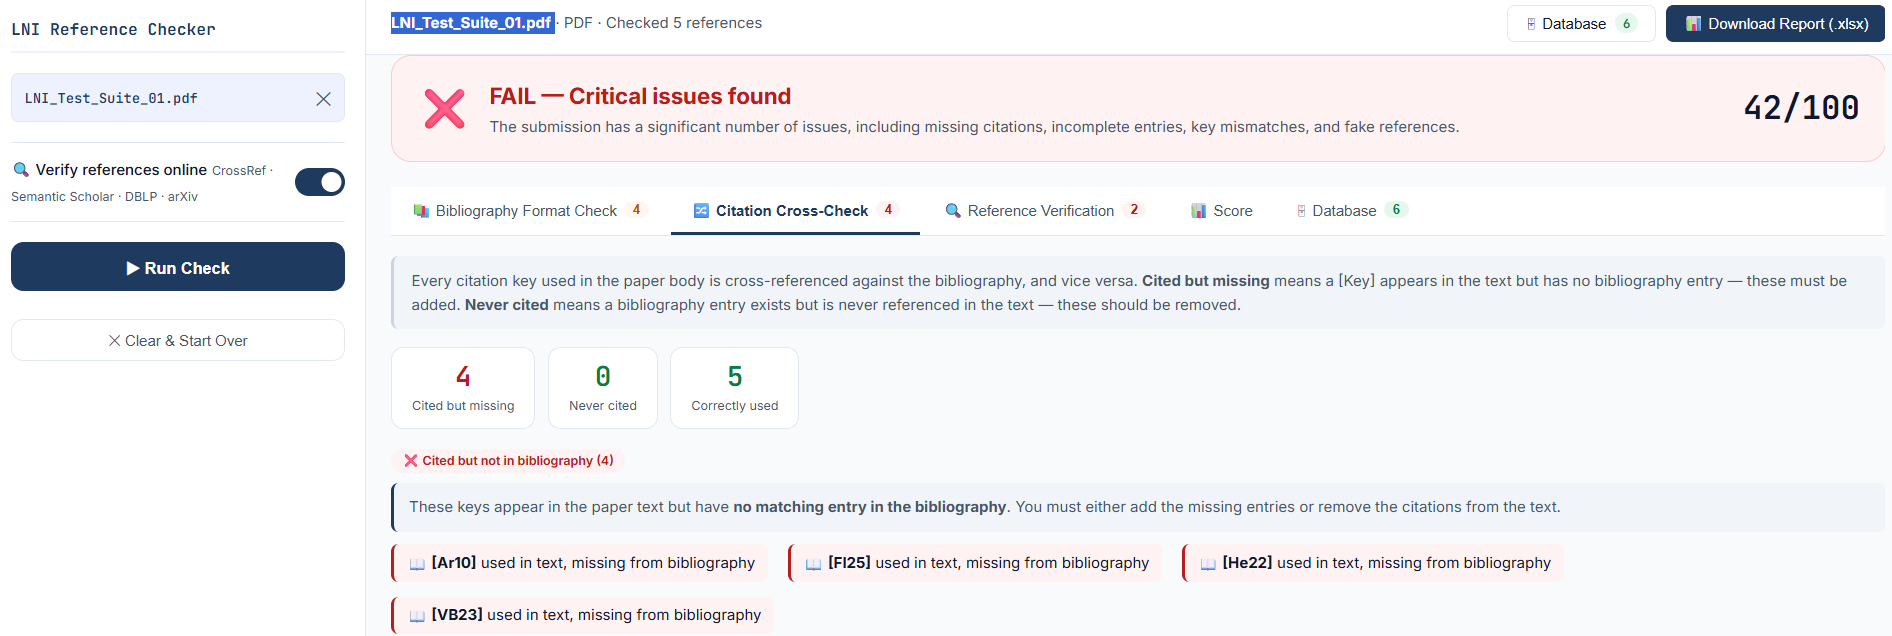 LNI Reference Checker
LNI_Test_Suite_01.pdf
Verify references online CrossRef ·
Semantic Scholar · DBLP · arXiv
▶ Run Check
✕ Clear & Start Over
LNI_Test_Suite_01.pdf · PDF · Checked 5 references
Database 6
Download Report (.xlsx)
FAIL — Critical issues found
The submission has a significant number of issues, including missing citations, incomplete entries, key mismatches, and fake references.
42/100
Bibliography Format Check 4
Citation Cross-Check 4
Reference Verification 2
Score
Database 6
Every citation key used in the paper body is cross-referenced against the bibliography, and vice versa. Cited but missing means a [Key] appears in the text but has no bibliography entry — these must be
added. Never cited means a bibliography entry exists but is never referenced in the text — these should be removed.
4
Cited but missing
0
Never cited
5
Correctly used
Cited but not in bibliography (4)
These keys appear in the paper text but have no matching entry in the bibliography. You must either add the missing entries or remove the citations from the text.
[Ar10] used in text, missing from bibliography
[Fl25] used in text, missing from bibliography
[He22] used in text, missing from bibliography
[VB23] used in text, missing from bibliography